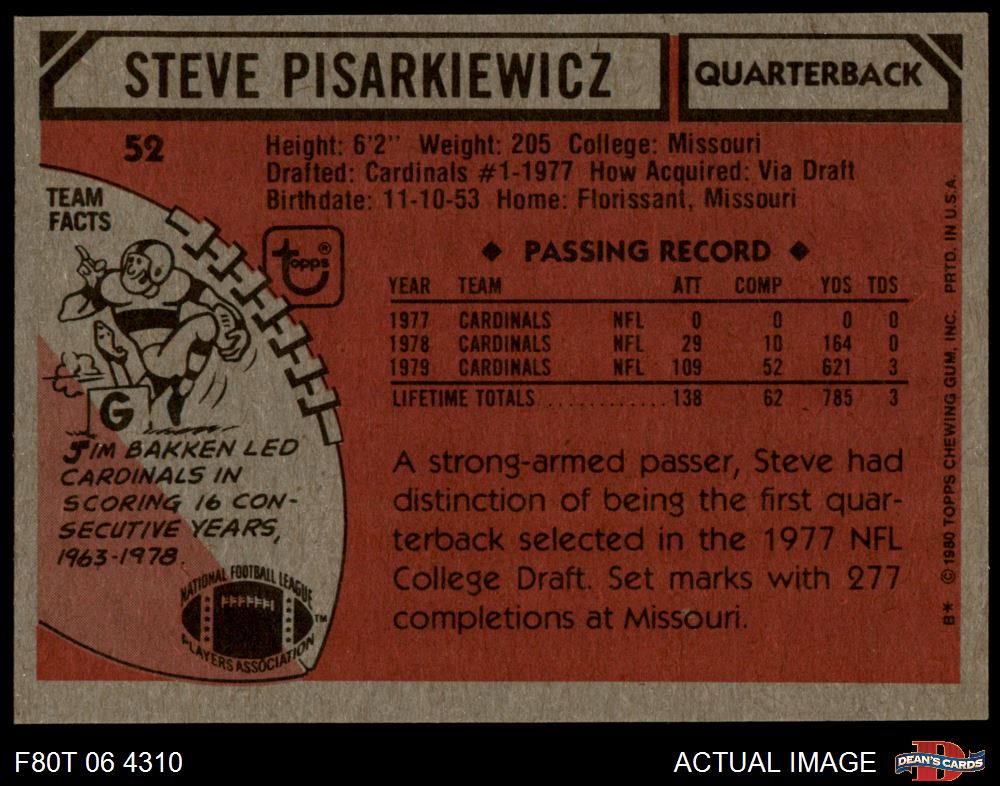 STEVE PISARKIEWICZ
QUARTERBACK
52
Height: 6'2" Weight: 205 College: Missouri
Drafted: Cardinals #1-1977 How Acquired: Via Draft
Birthdate: 11-10-53 Home: Florissant, Missouri
TEAM
FACTS
topps®
◆ PASSING RECORD ◆
YEAR TEAM ATT COMP YDS TDS
1977 CARDINALS NFL 0 0 0 0
1978 CARDINALS NFL 29 10 164 0
1979 CARDINALS NFL 109 52 621 3
LIFETIME TOTALS ............ 138 62 785 3
G
JIM BAKKEN LED
CARDINALS IN
SCORING 16 CON-
SECUTIVE YEARS,
1963-1978.
A strong-armed passer, Steve had
distinction of being the first quar-
terback selected in the 1977 NFL
College Draft. Set marks with 277
completions at Missouri.
NATIONAL FOOTBALL LEAGUE
PLAYERS ASSOCIATION
TM
B* © 1980 TOPPS CHEWING GUM, INC. PRTD. IN U.S.A.
F80T 06 4310
ACTUAL IMAGE
D
DEAN'S CARDS